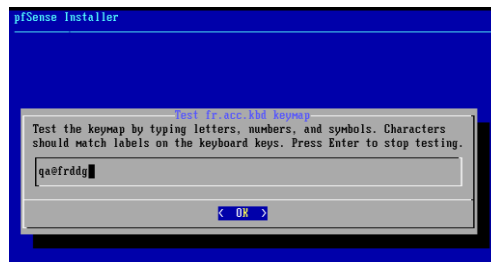 pfSense Installer
Test fr.acc.kbd keymap
Test the keymap by typing letters, numbers, and symbols. Characters
should match labels on the keyboard keys. Press Enter to stop testing.
qa@frddg
< OK >